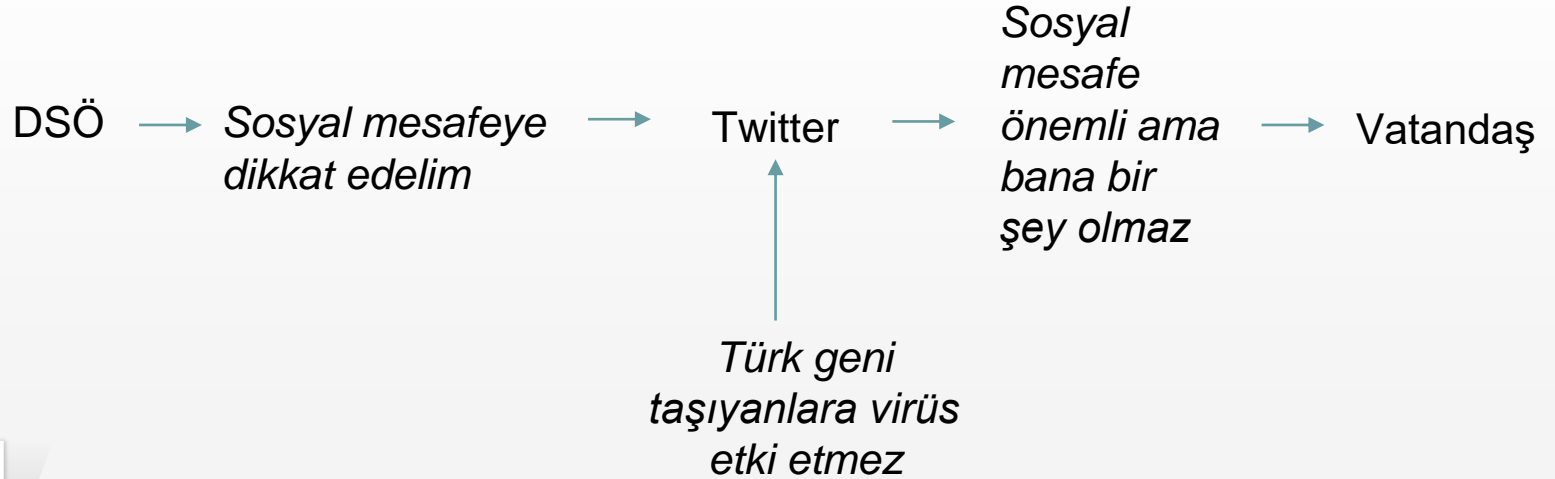 DSÖ
Sosyal mesafeye
dikkat edelim
Twitter
Sosyal
mesafe
önemli ama
bana bir
şey olmaz
Vatandaş
Türk geni
taşıyanlara virüs
etki etmez